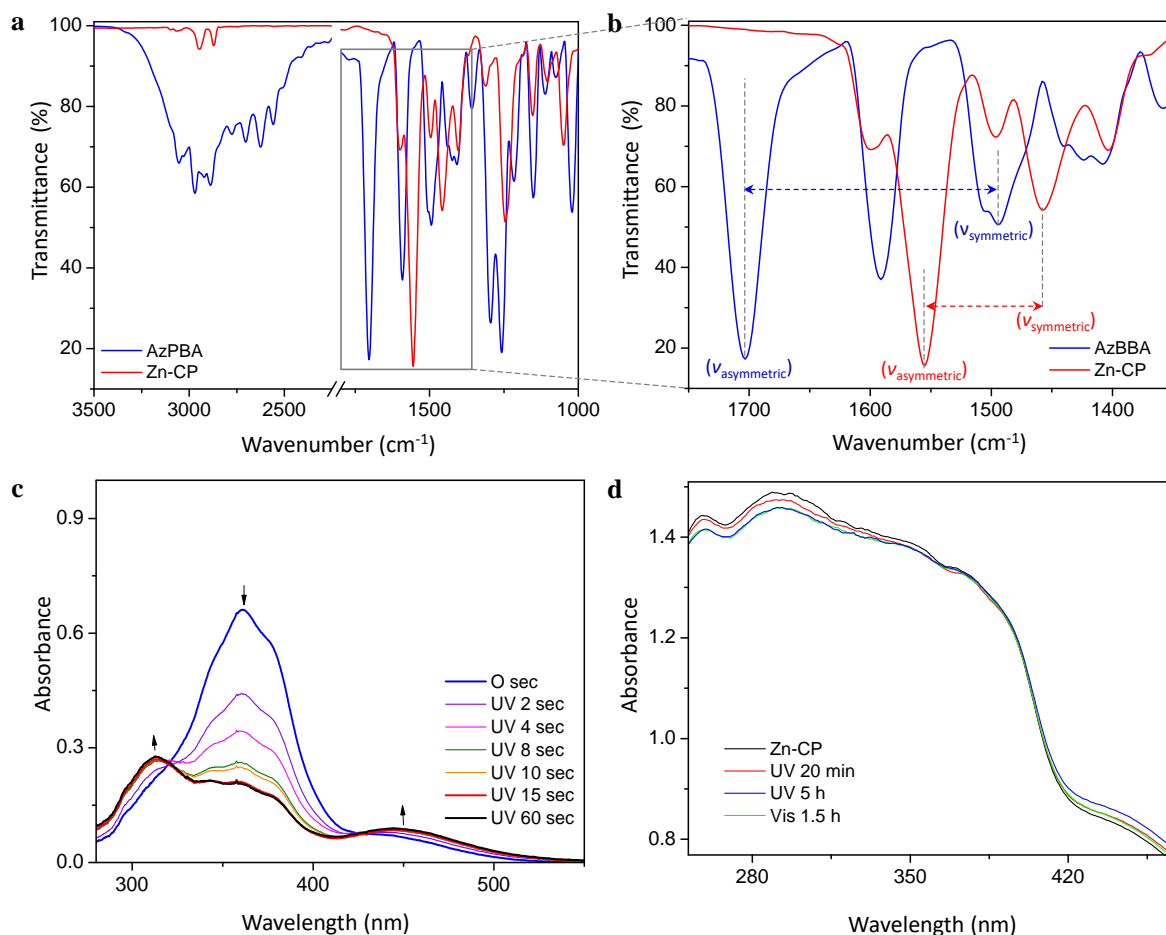 a
100
80
60
40
20
Transmittance (%)
AzPBA
Zn-CP
3500
3000
2500
1500
1000
Wavenumber (cm-1)
b
100
80
60
40
20
Transmittance (%)
(νsymmetric)
(νsymmetric)
(νasymmetric)
(νasymmetric)
AzBBA
Zn-CP
1700
1600
1500
1400
Wavenumber (cm-1)
c
0.9
0.6
0.3
0.0
Absorbance
O sec
UV 2 sec
UV 4 sec
UV 8 sec
UV 10 sec
UV 15 sec
UV 60 sec
300
400
500
Wavelength (nm)
d
1.4
1.2
1.0
0.8
Absorbance
Zn-CP
UV 20 min
UV 5 h
Vis 1.5 h
280
350
420
Wavelength (nm)